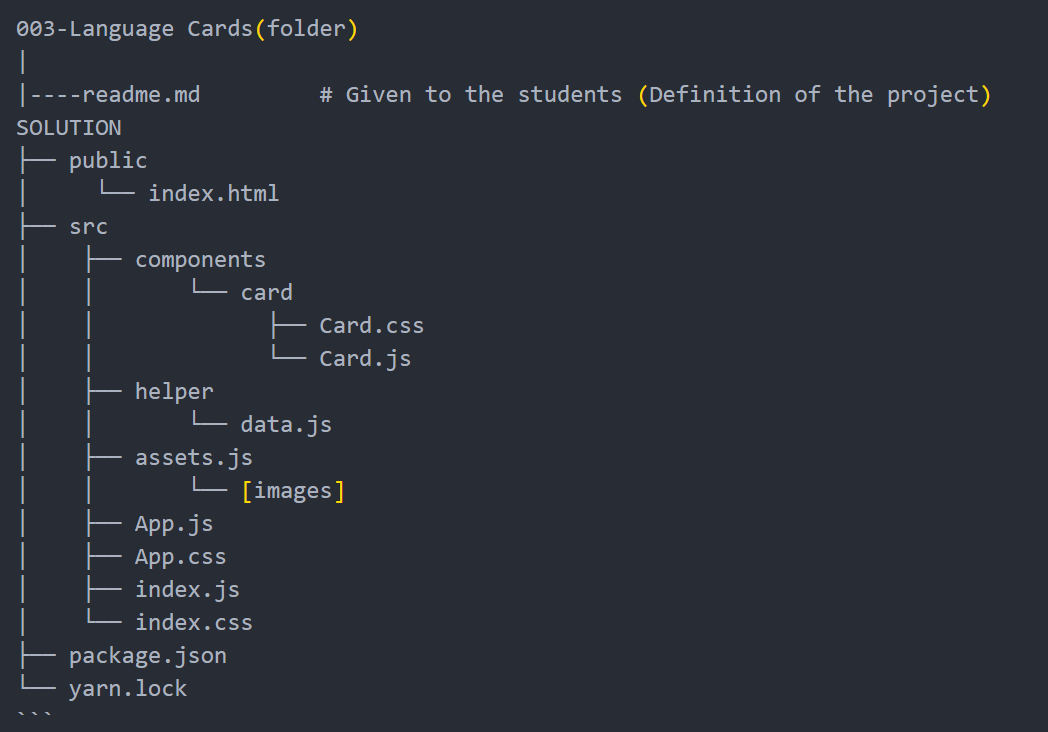 003-Language Cards(folder)
|
|----readme.md         # Given to the students (Definition of the project)
SOLUTION
├── public
│     └── index.html
├── src
│    ├── components
│    │       └── card
│    │             ├── Card.css
│    │             └── Card.js
│    ├── helper
│    │       └── data.js
│    ├── assets.js
│    │       └── [images]
│    ├── App.js
│    ├── App.css
│    ├── index.js
│    └── index.css
├── package.json
└── yarn.lock
```